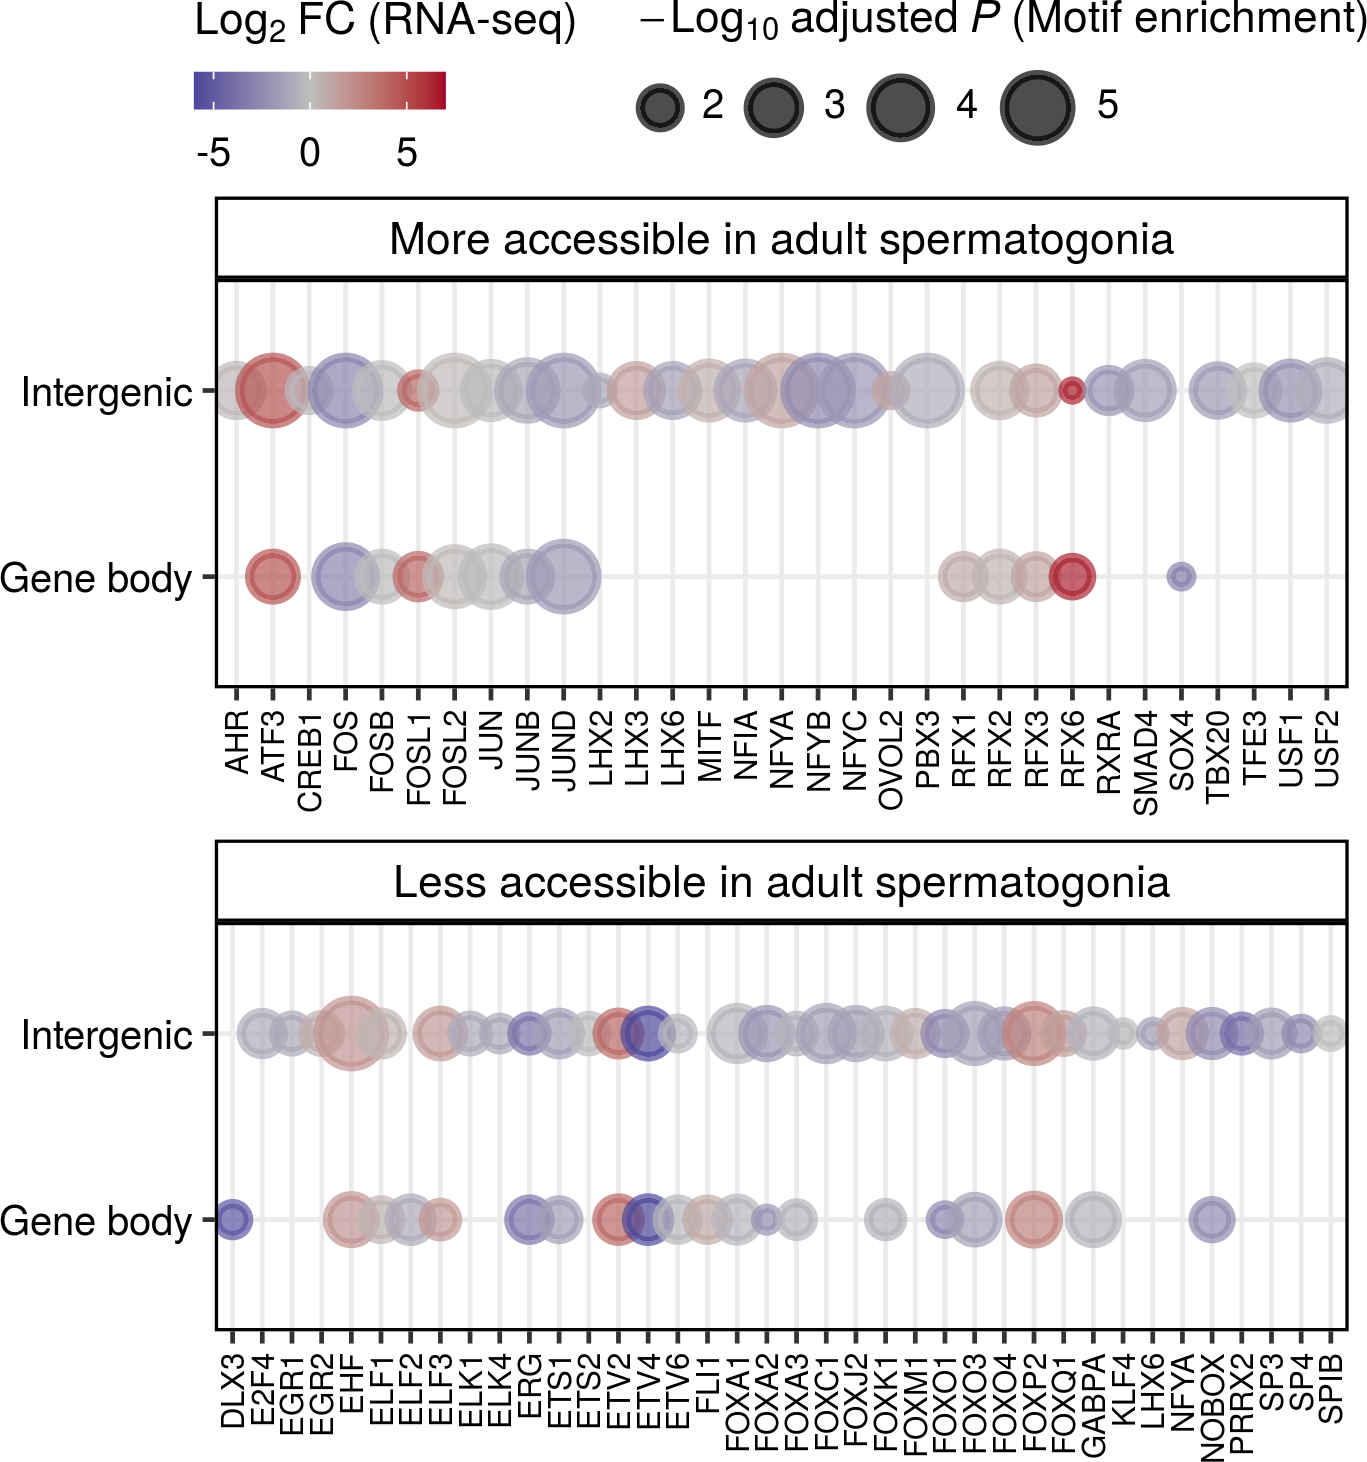 Log2 FC (RNA-seq)
−Log10 adjusted P (Motif enrichment)
-5 0 5
2 3 4 5
More accessible in adult spermatogonia
Intergenic
Gene body
AHR ATF3 CREB1 FOS FOSB FOSL1 FOSL2 JUN JUNB JUND LHX2 LHX3 LHX6 MITF NFIA NFYA NFYB NFYC OVOL2 PBX3 RFX1 RFX2 RFX3 RFX6 RXRA SMAD4 SOX4 TBX20 TFE3 USF1 USF2
Less accessible in adult spermatogonia
Intergenic
Gene body
DLX3 E2F4 EGR1 EGR2 EHF ELF1 ELF2 ELF3 ELK1 ELK4 ERG ETS1 ETS2 ETV2 ETV4 ETV6 FLI1 FOXA1 FOXA2 FOXA3 FOXC1 FOXJ2 FOXK1 FOXM1 FOXO1 FOXO3 FOXO4 FOXP2 FOXQ1 GABPA KLF4 LHX6 NFYA NOBOX PRRX2 SP3 SP4 SPIB